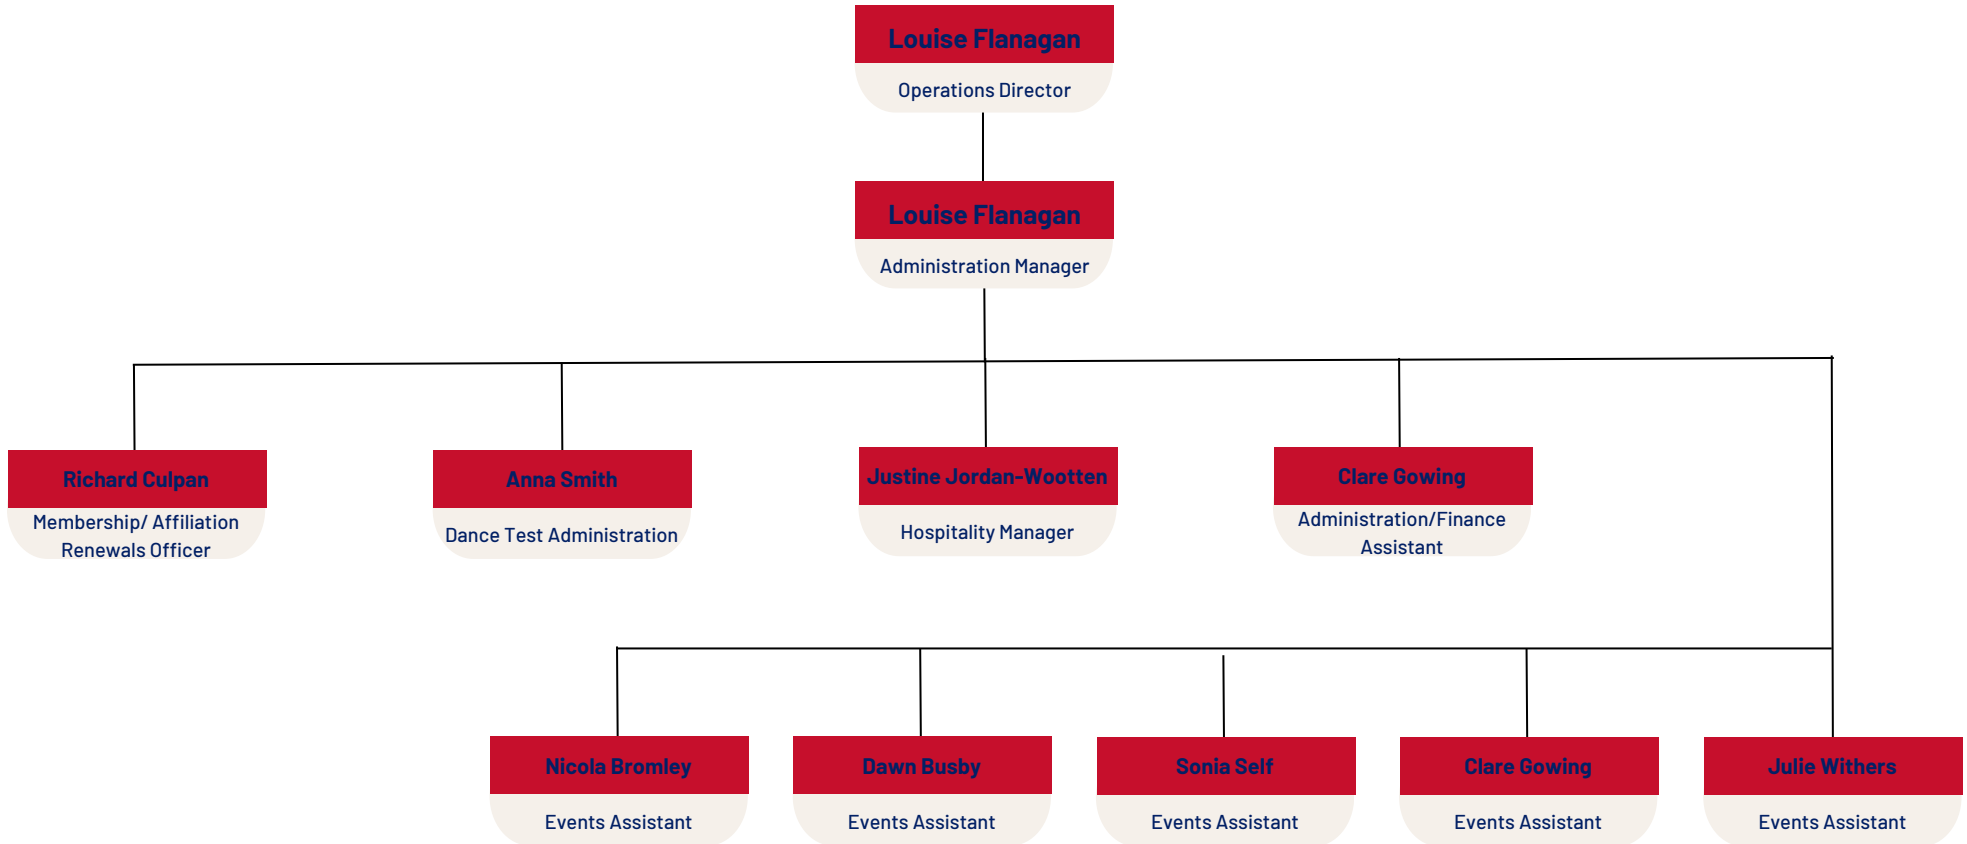 Louise Flanagan
Operations Director
Louise Flanagan
Administration Manager
Richard Culpan
Membership/ Affiliation
Renewals Officer
Anna Smith
Dance Test Administration
Justine Jordan-Wootten
Hospitality Manager
Clare Gowing
Administration/Finance
Assistant
Nicola Bromley
Events Assistant
Dawn Busby
Events Assistant
Sonia Self
Events Assistant
Clare Gowing
Events Assistant
Julie Withers
Events Assistant